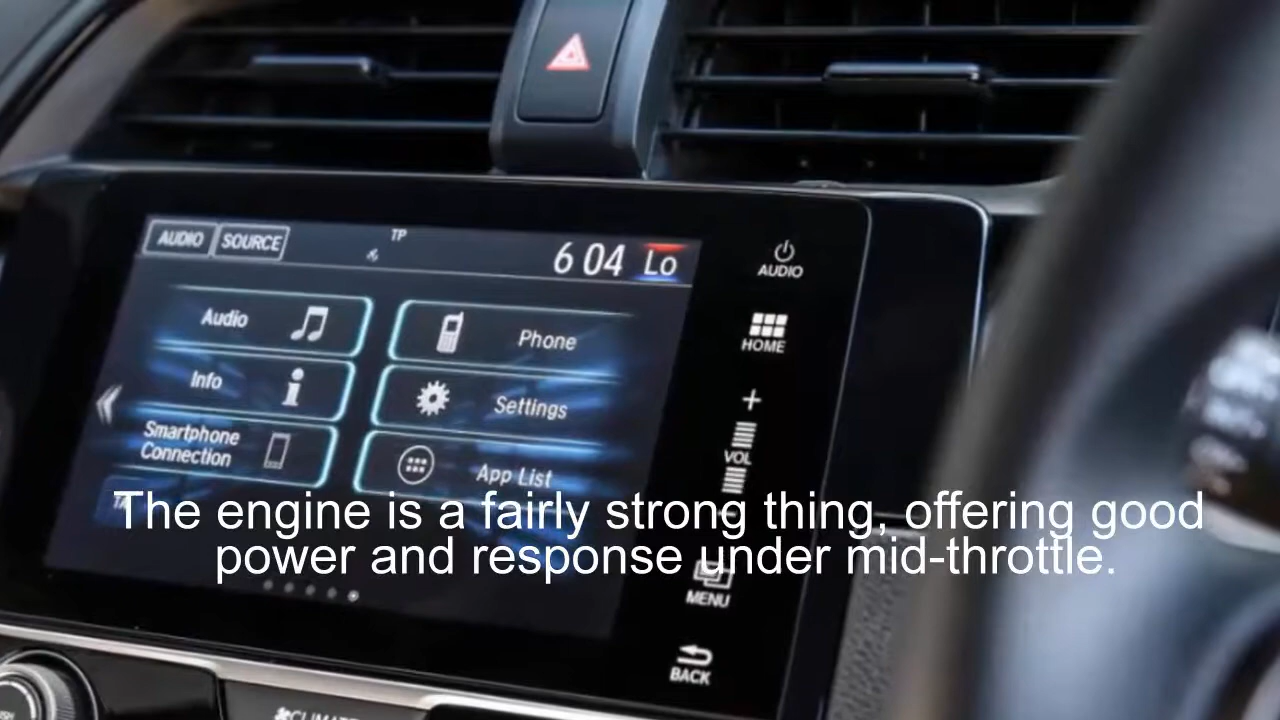 AUDIO SOURCE
TP
6 04 Lo
AUDIO
Audio
Phone
HOME
Info
Settings
Smartphone
Connection
App List
VOL
The engine is a fairly strong thing, offering good
power and response under mid-throttle.
MENU
BACK
CLIMATE